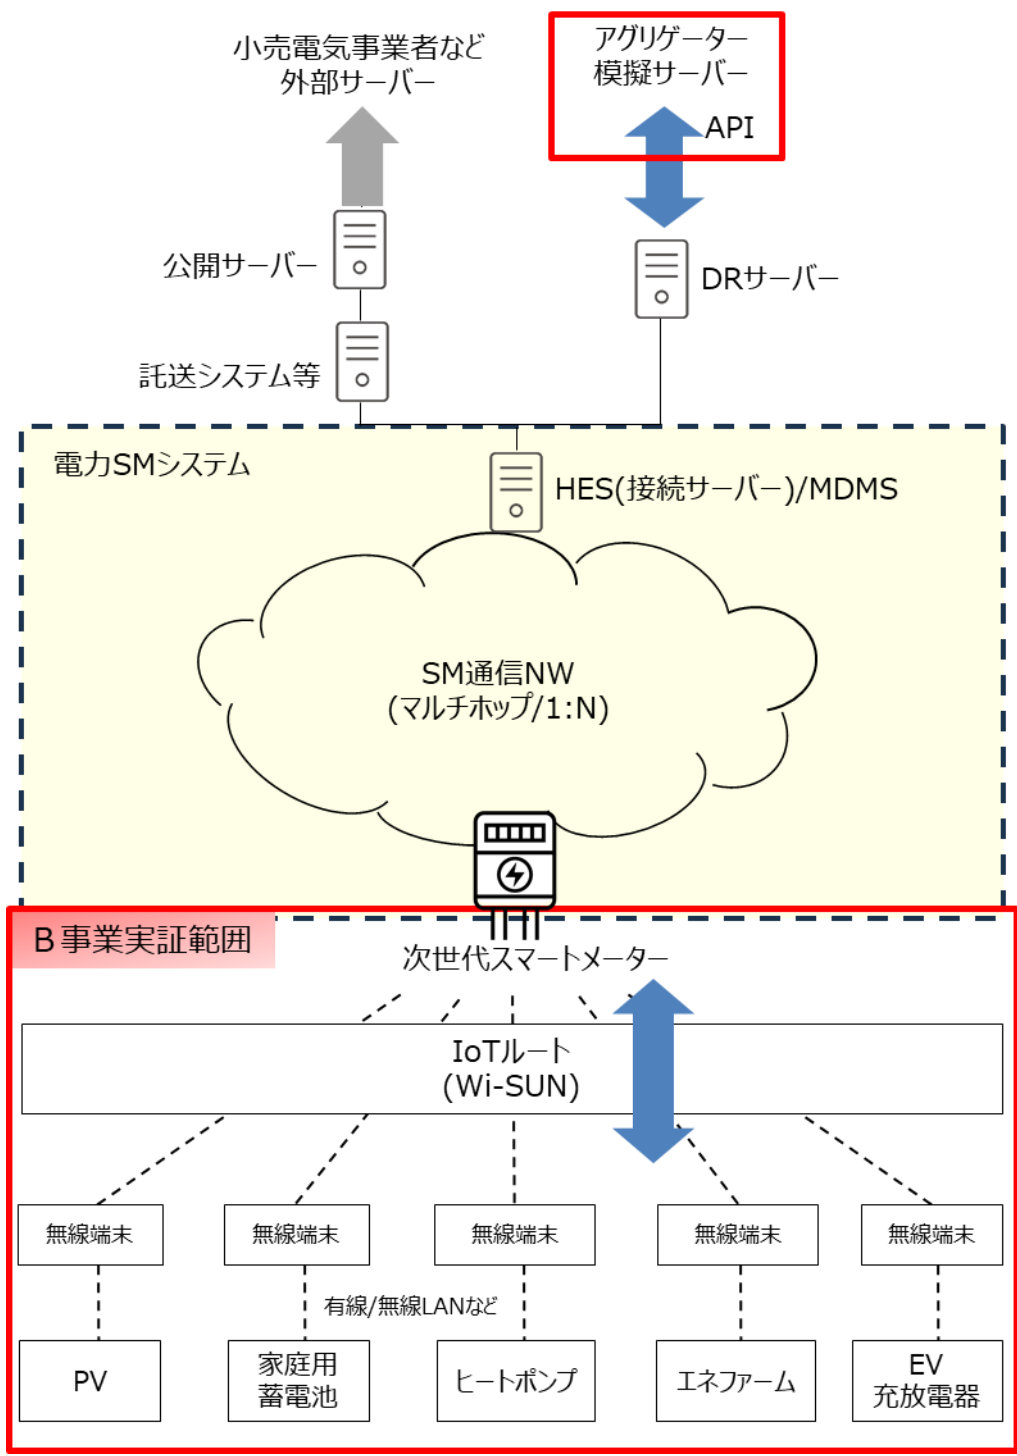 小売電気事業者など
外部サーバー
アグリゲーター
模擬サーバー
API
公開サーバー
DRサーバー
託送システム等
電力SMシステム
HES(接続サーバー)/MDMS
SM通信NW
(マルチホップ/1:N)
B事業実証範囲
次世代スマートメーター
IoTルート
(Wi-SUN)
無線端末
無線端末
無線端末
無線端末
無線端末
有線/無線LANなど
PV
家庭用
蓄電池
ヒートポンプ
エネファーム
EV
充放電器